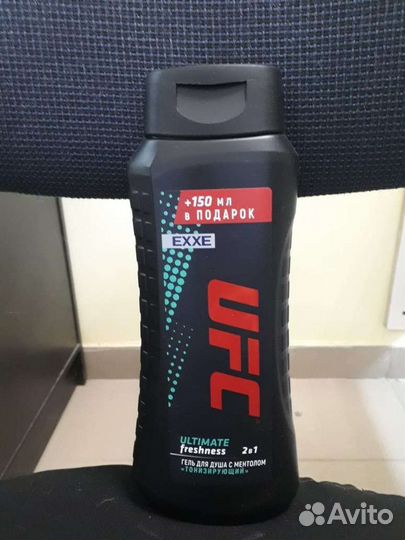 +150 мл
в ПОДАРОК
EXXE
UFC
ULTIMATE
freshness 2в1
ГЕЛЬ ДЛЯ ДУША С МЕНТОЛОМ
«ТОНИЗИРУЮЩИЙ»
Avito